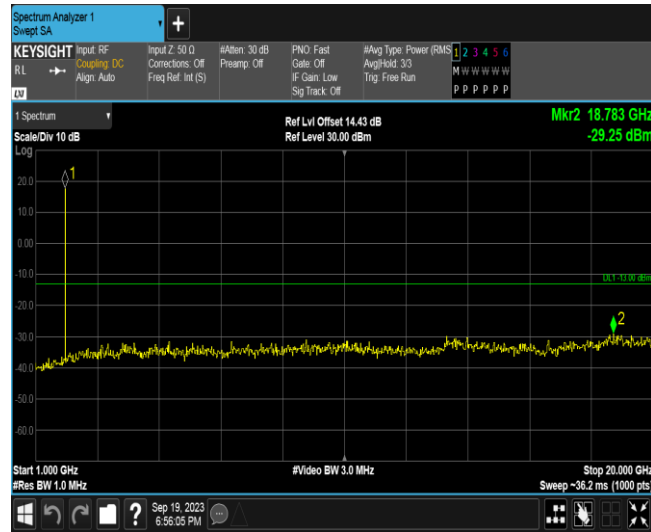 Spectrum Analyzer 1
Swept SA
+
KEYSIGHT
RL
LXI
Input: RF
Coupling: DC
Align: Auto
Input Z: 50 Ω
Corrections: Off
Freq Ref: Int (S)
#Atten: 30 dB
Preamp: Off
PNO: Fast
Gate: Off
IF Gain: Low
Sig Track: Off
#Avg Type: Power (RMS
Avg|Hold: 3/3
Trig: Free Run
1 2 3 4 5 6
M W W W W W
P P P P P P
1 Spectrum
Scale/Div 10 dB
Log
Ref Lvl Offset 14.43 dB
Ref Level 30.00 dBm
Mkr2 18.783 GHz
-29.25 dBm
1
20.0
10.0
0.00
-10.0
DL1 -13.00 dBm
-20.0
2
-30.0
-40.0
-50.0
-60.0
Start 1.000 GHz
#Res BW 1.0 MHz
#Video BW 3.0 MHz
Stop 20.000 GHz
Sweep ~36.2 ms (1000 pts)
?
Sep 19, 2023
6:56:05 PM